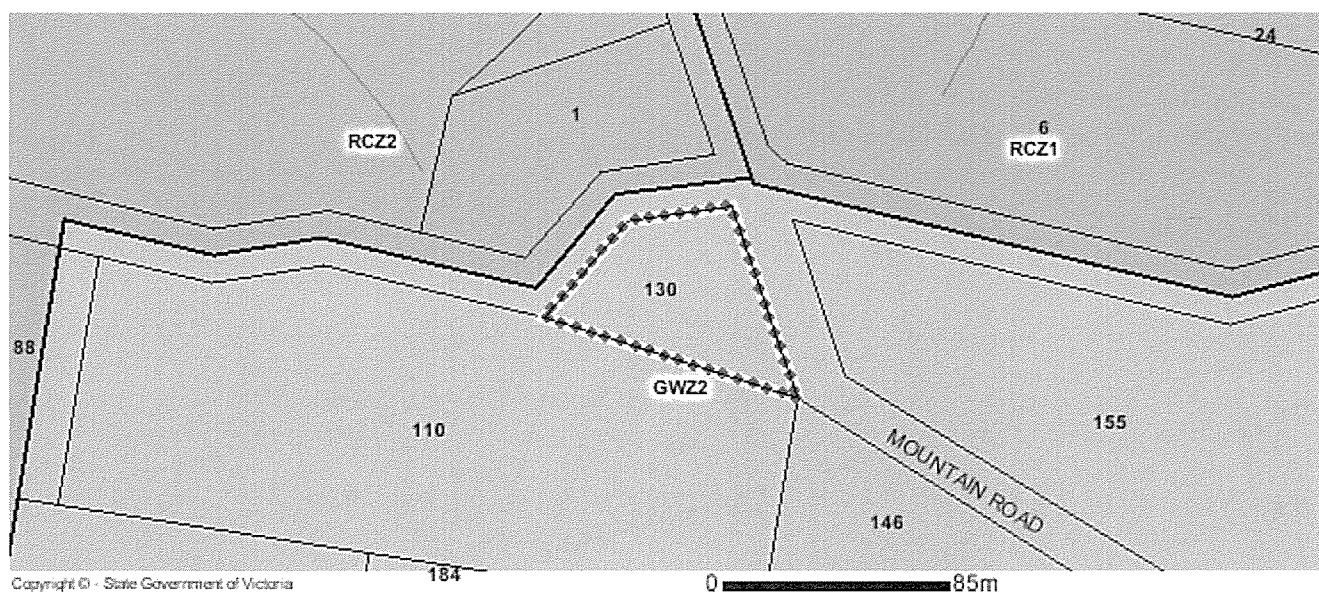 24
1
RCZ2
6
RCZ1
130
88
GWZ2
110
155
MOUNTAIN ROAD
146
184
Copyright © - State Government of Victoria
0 85m